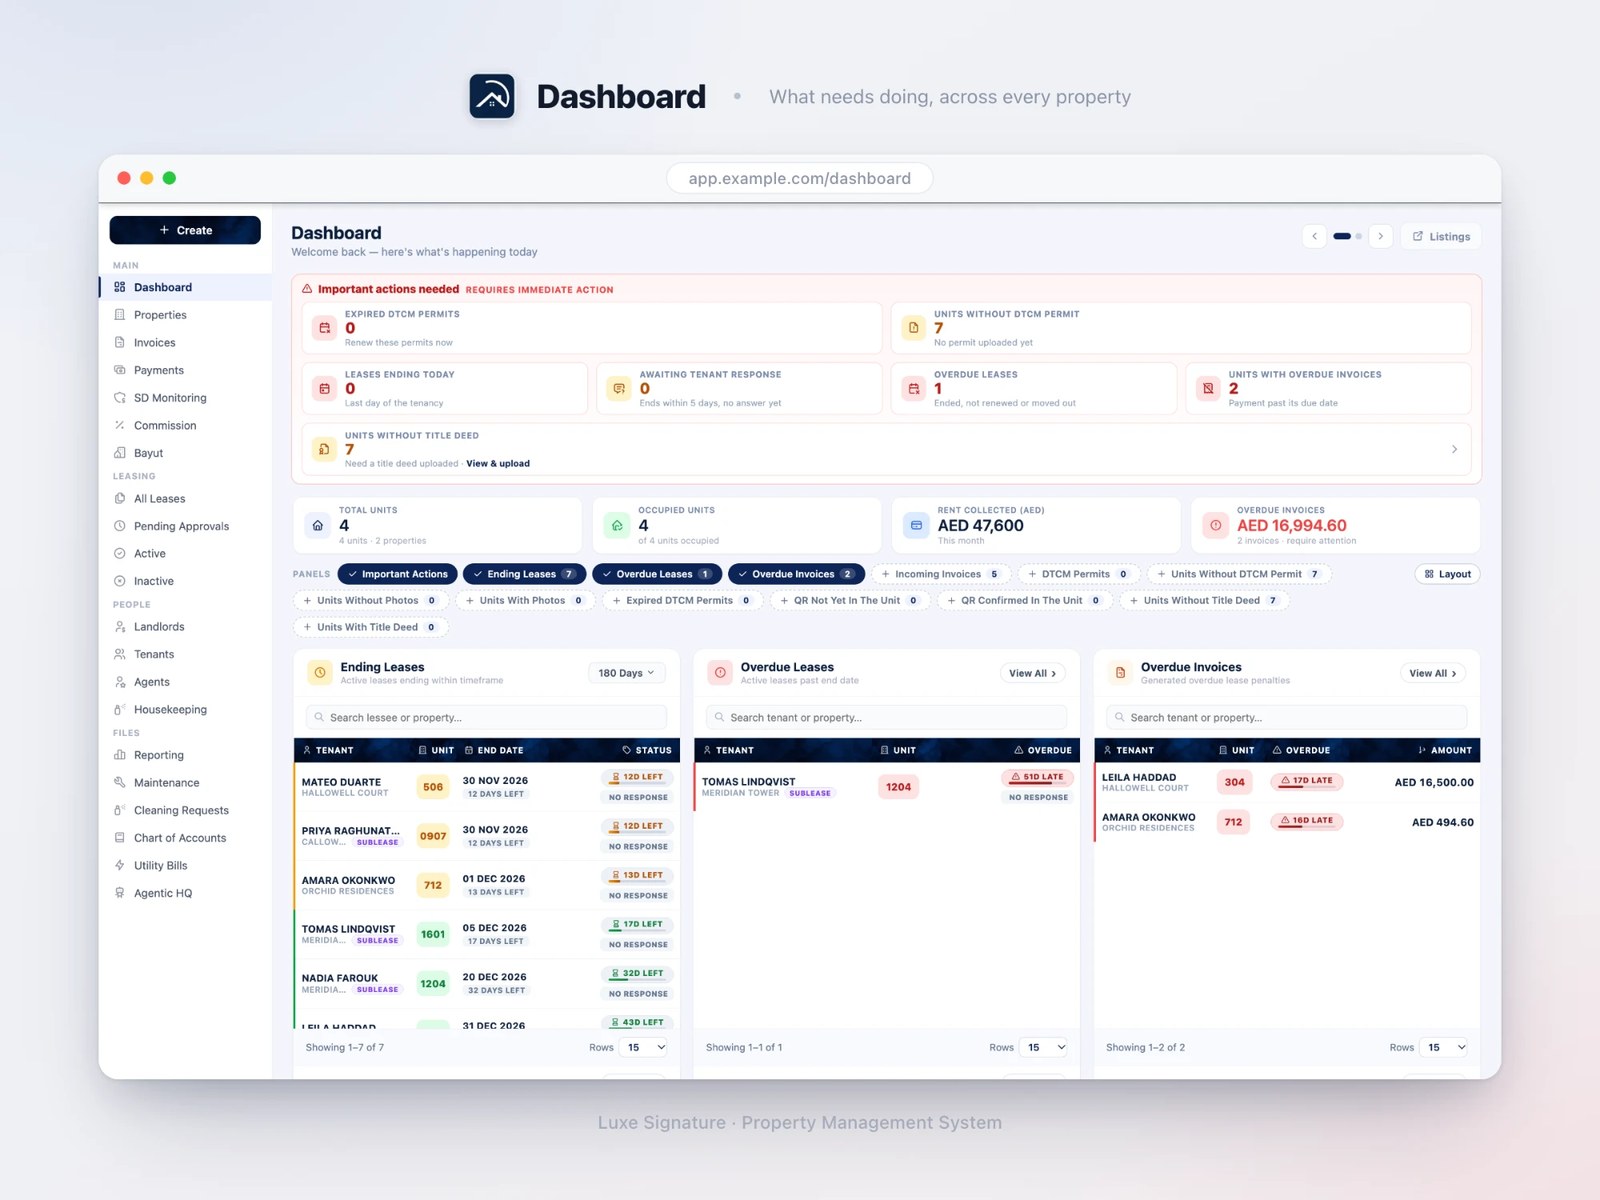 Dashboard • What needs doing, across every property
app.example.com/dashboard
+ Create
MAIN
Dashboard
Properties
Invoices
Payments
SD Monitoring
Commission
Bayut
LEASING
All Leases
Pending Approvals
Active
Inactive
PEOPLE
Landlords
Tenants
Agents
Housekeeping
FILES
Reporting
Maintenance
Cleaning Requests
Chart of Accounts
Utility Bills
Agentic HQ
Dashboard
Welcome back — here's what's happening today
Listings
Important actions needed REQUIRES IMMEDIATE ACTION
EXPIRED DTCM PERMITS
0
Renew these permits now
UNITS WITHOUT DTCM PERMIT
7
No permit uploaded yet
LEASES ENDING TODAY
0
Last day of the tenancy
AWAITING TENANT RESPONSE
0
Ends within 5 days, no answer yet
OVERDUE LEASES
1
Ended, not renewed or moved out
UNITS WITH OVERDUE INVOICES
2
Payment past its due date
UNITS WITHOUT TITLE DEED
7
Need a title deed uploaded · View & upload
TOTAL UNITS
4
4 units · 2 properties
OCCUPIED UNITS
4
of 4 units occupied
RENT COLLECTED (AED)
AED 47,600
This month
OVERDUE INVOICES
AED 16,994.60
2 invoices · require attention
PANELS Important Actions Ending Leases 7 Overdue Leases 1 Overdue Invoices 2 + Incoming Invoices 5 + DTCM Permits 0 + Units Without DTCM Permit 7 Layout
+ Units Without Photos 0 + Units With Photos 0 + Expired DTCM Permits 0 + QR Not Yet In The Unit 0 + QR Confirmed In The Unit 0 + Units Without Title Deed 7
+ Units With Title Deed 0
Ending Leases
Active leases ending within timeframe
180 Days
Search lessee or property...
TENANT UNIT END DATE STATUS
MATEO DUARTE 506 30 NOV 2026 12D LEFT
HALLOWELL COURT 12 DAYS LEFT NO RESPONSE
PRIYA RAGHUNAT... 0907 30 NOV 2026 12D LEFT
CALLOW... SUBLEASE 12 DAYS LEFT NO RESPONSE
AMARA OKONKWO 712 01 DEC 2026 13D LEFT
ORCHID RESIDENCES 13 DAYS LEFT NO RESPONSE
TOMAS LINDQVIST 1601 05 DEC 2026 17D LEFT
MERIDIA... SUBLEASE 17 DAYS LEFT NO RESPONSE
NADIA FAROUK 1204 20 DEC 2026 32D LEFT
MERIDIA... SUBLEASE 32 DAYS LEFT NO RESPONSE
LEILA HADDAD 31 DEC 2026 43D LEFT
Showing 1–7 of 7 Rows 15
Overdue Leases
Active leases past end date
View All ›
Search tenant or property...
TENANT UNIT OVERDUE
TOMAS LINDQVIST 1204 51D LATE
MERIDIAN TOWER SUBLEASE NO RESPONSE
Showing 1–1 of 1 Rows 15
Overdue Invoices
Generated overdue lease penalties
View All ›
Search tenant or property...
TENANT UNIT OVERDUE AMOUNT
LEILA HADDAD 304 17D LATE AED 16,500.00
HALLOWELL COURT
AMARA OKONKWO 712 16D LATE AED 494.60
ORCHID RESIDENCES
Showing 1–2 of 2 Rows 15
Luxe Signature · Property Management System